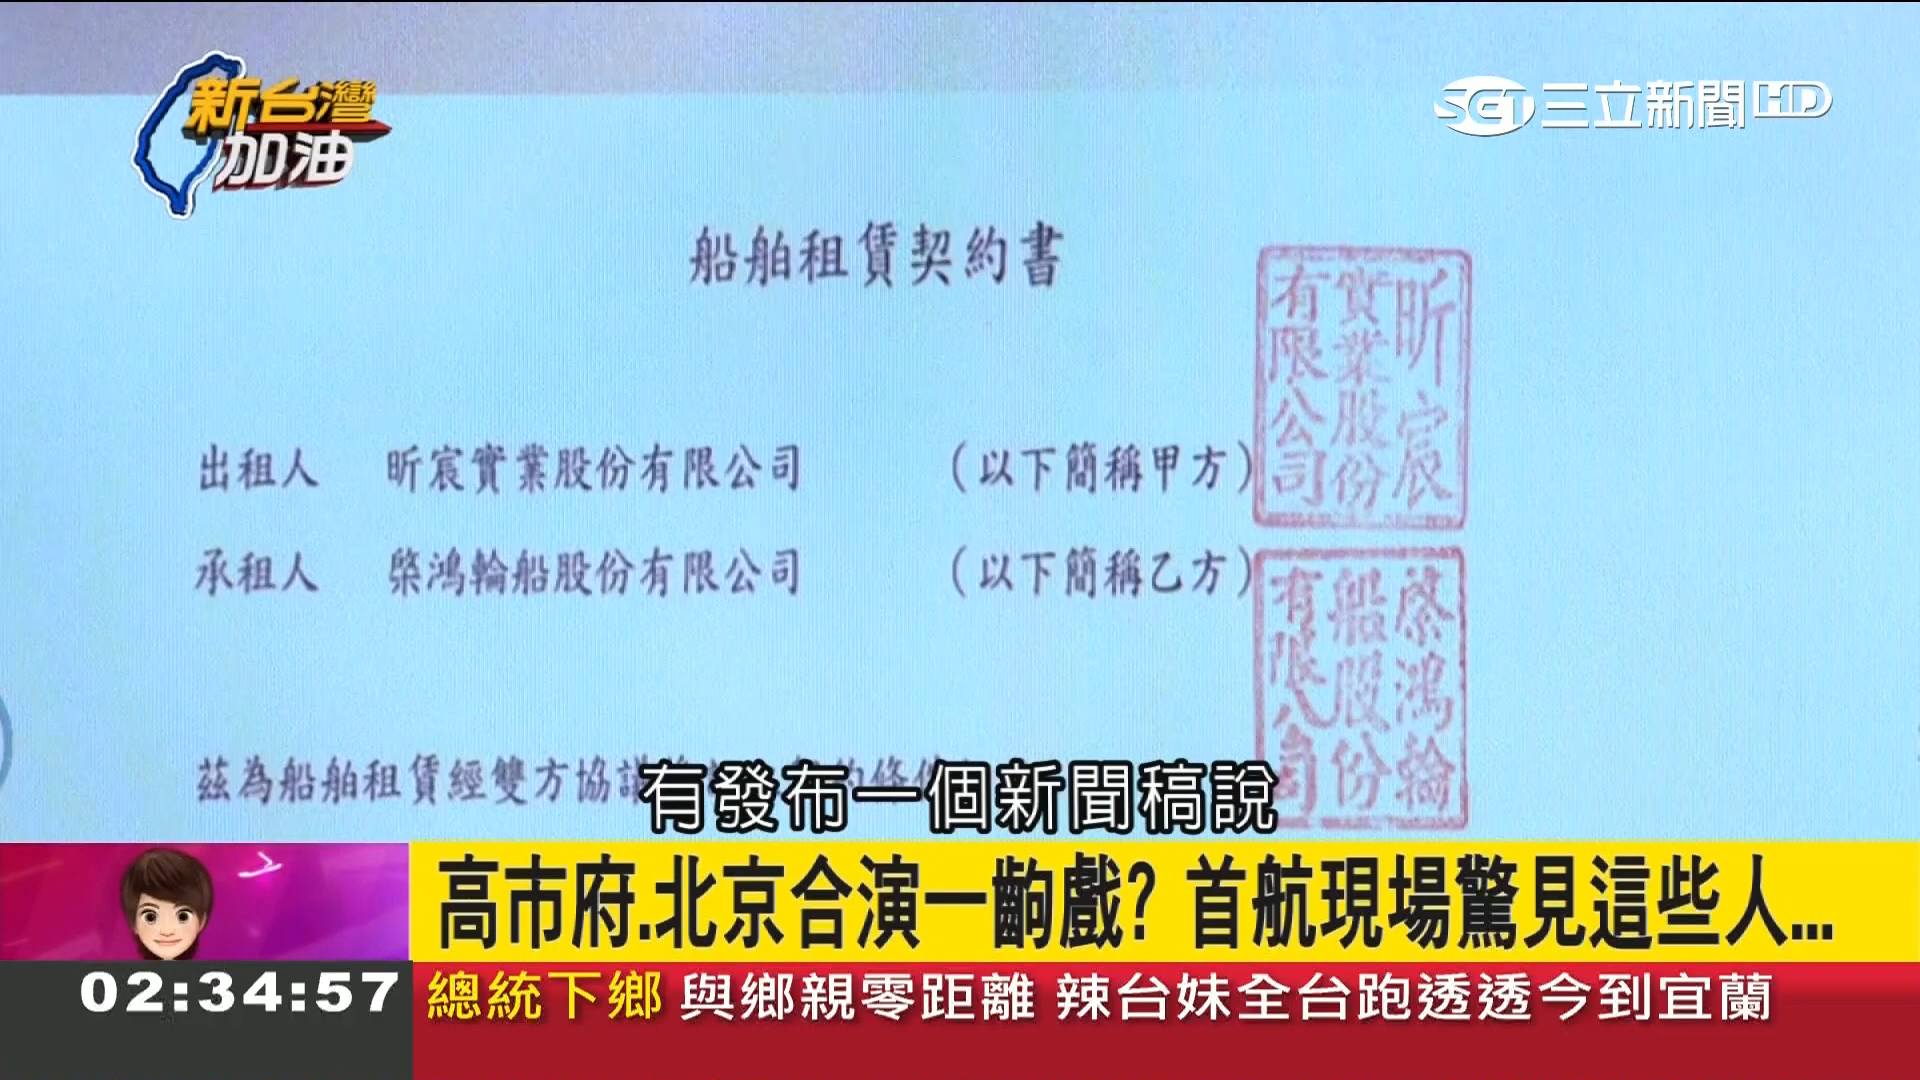 新台灣
加油
SET三立新聞HD
船舶租賃契約書
出租人 昕宸實業股份有限公司 (以下簡稱甲方)
昕宸
實業股份
有限公司
承租人 棨鴻輪船股份有限公司 (以下簡稱乙方)
棨鴻輪
船股份
有限公司
茲為船舶租賃經雙方協議
有發布一個新聞稿說
高市府.北京合演一齣戲? 首航現場驚見這些人...
02:34:57
總統下鄉 與鄉親零距離 辣台妹全台跑透透今到宜蘭